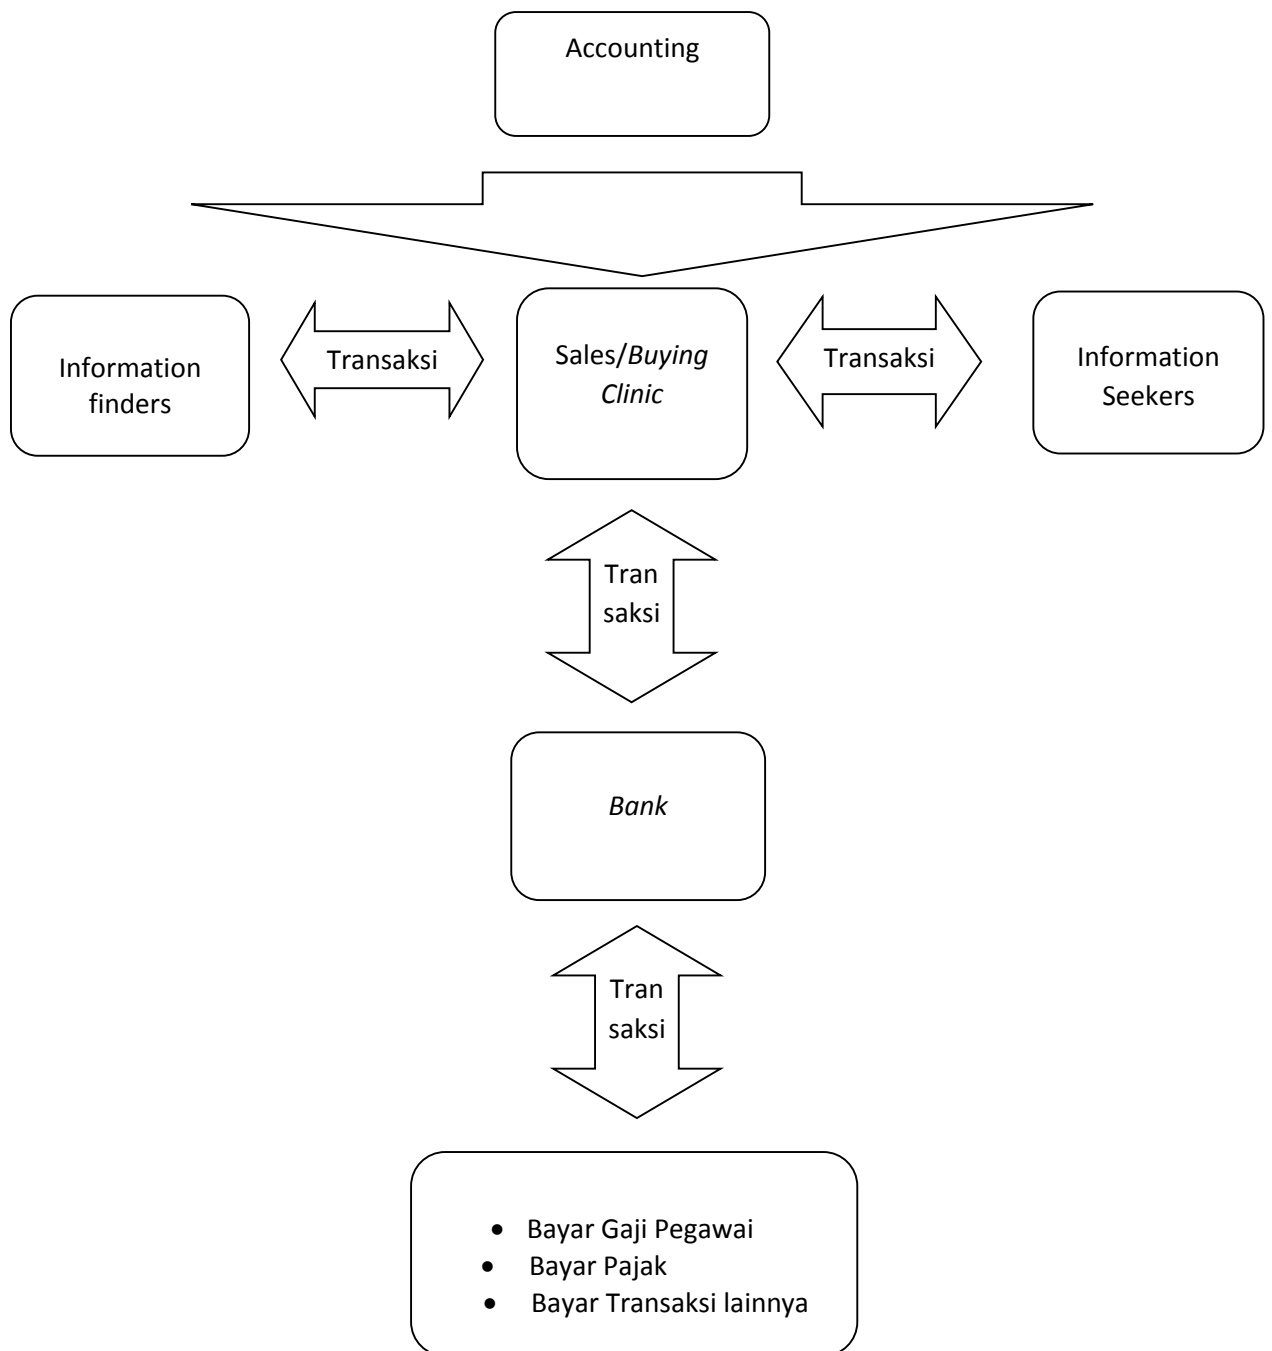 Accounting
Information
finders
Transaksi
Sales/Buying
Clinic
Transaksi
Information
Seekers
Tran
saksi
Bank
Tran
saksi
• Bayar Gaji Pegawai
• Bayar Pajak
• Bayar Transaksi lainnya